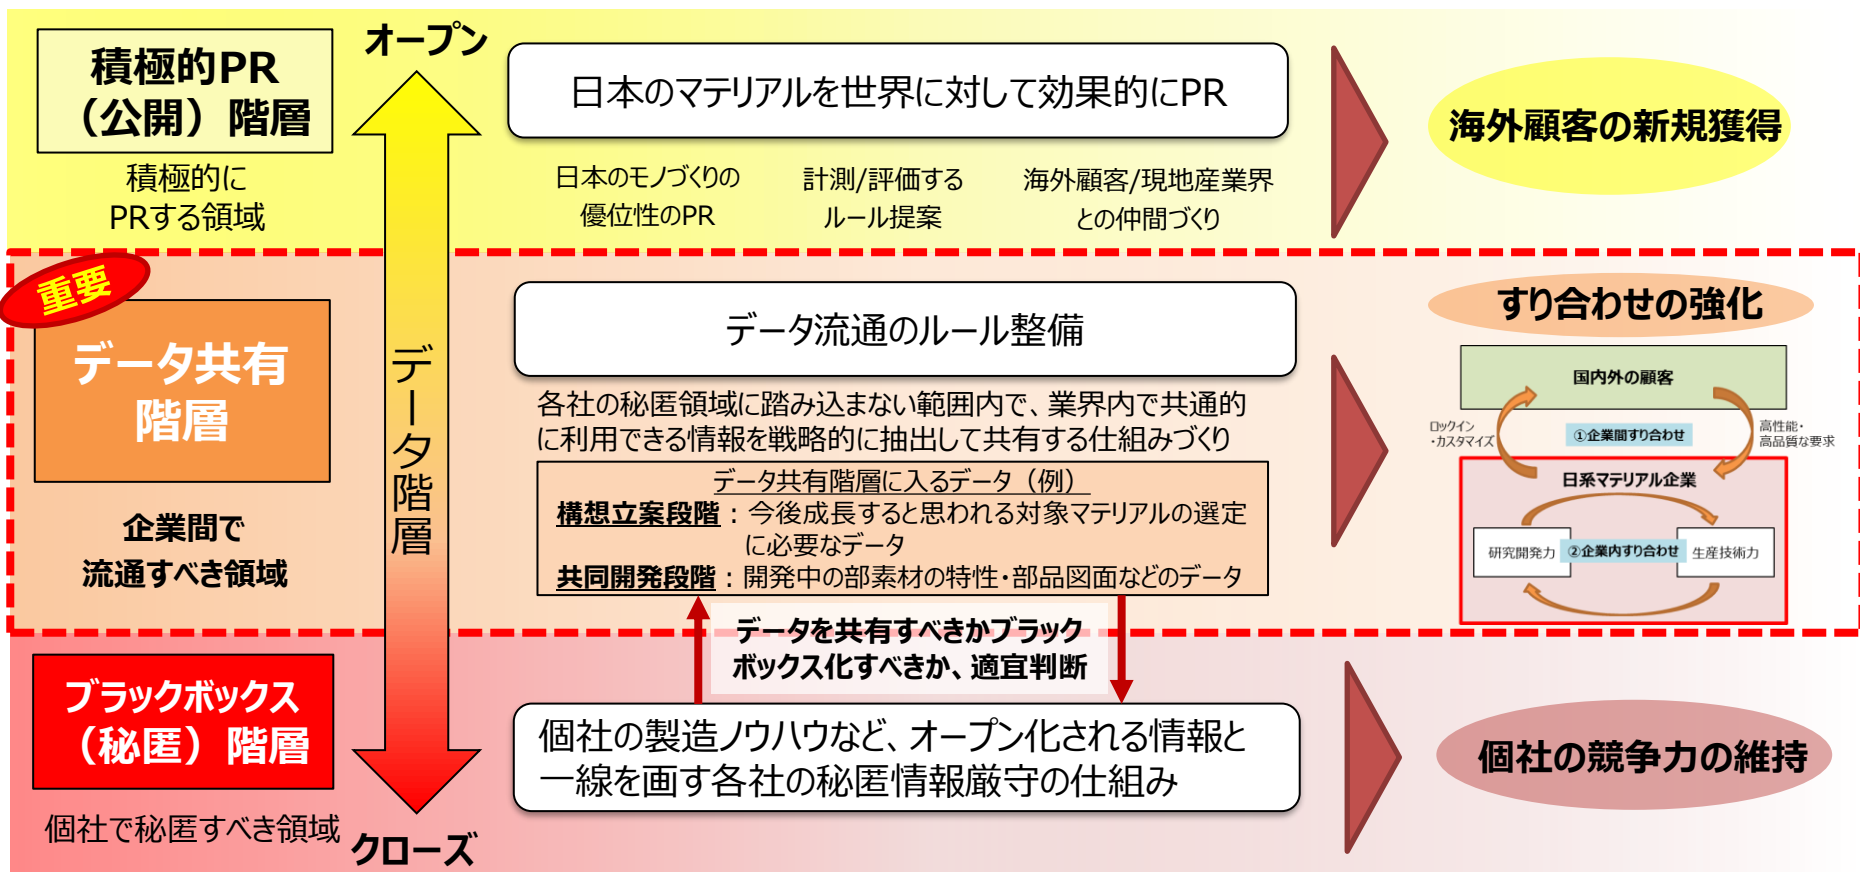 積極的PR
（公開）階層
積極的に
PRする領域
オープン
日本のマテリアルを世界に対して効果的にPR
日本のモノづくりの
優位性のPR
計測/評価する
ルール提案
海外顧客/現地産業界
との仲間づくり
海外顧客の新規獲得
重要
データ共有
階層
企業間で
流通すべき領域
データ階層
データ流通のルール整備
各社の秘匿領域に踏み込まない範囲内で、業界内で共通的
に利用できる情報を戦略的に抽出して共有する仕組みづくり
データ共有階層に入るデータ（例）
構想立案段階：今後成長すると思われる対象マテリアルの選定
に必要なデータ
共同開発段階：開発中の部素材の特性・部品図面などのデータ
すり合わせの強化
国内外の顧客
ロックイン
・カスタマイズ
①企業間すり合わせ
高性能・
高品質な要求
日系マテリアル企業
研究開発力
②企業内すり合わせ
生産技術力
データを共有すべきかブラック
ボックス化すべきか、適宜判断
ブラックボックス
（秘匿）階層
個社で秘匿すべき領域
クローズ
個社の製造ノウハウなど、オープン化される情報と
一線を画す各社の秘匿情報厳守の仕組み
個社の競争力の維持